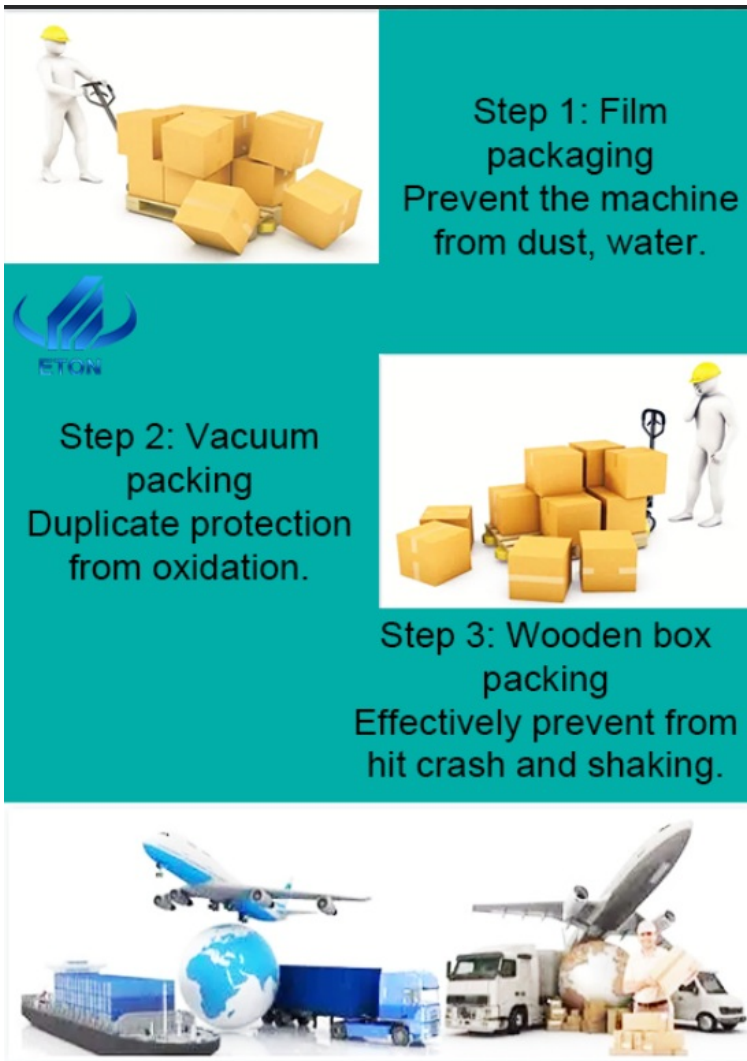 Step 1: Film
packaging
Prevent the machine
from dust, water.
ETON
Step 2: Vacuum
packing
Duplicate protection
from oxidation.
Step 3: Wooden box
packing
Effectively prevent from
hit crash and shaking.